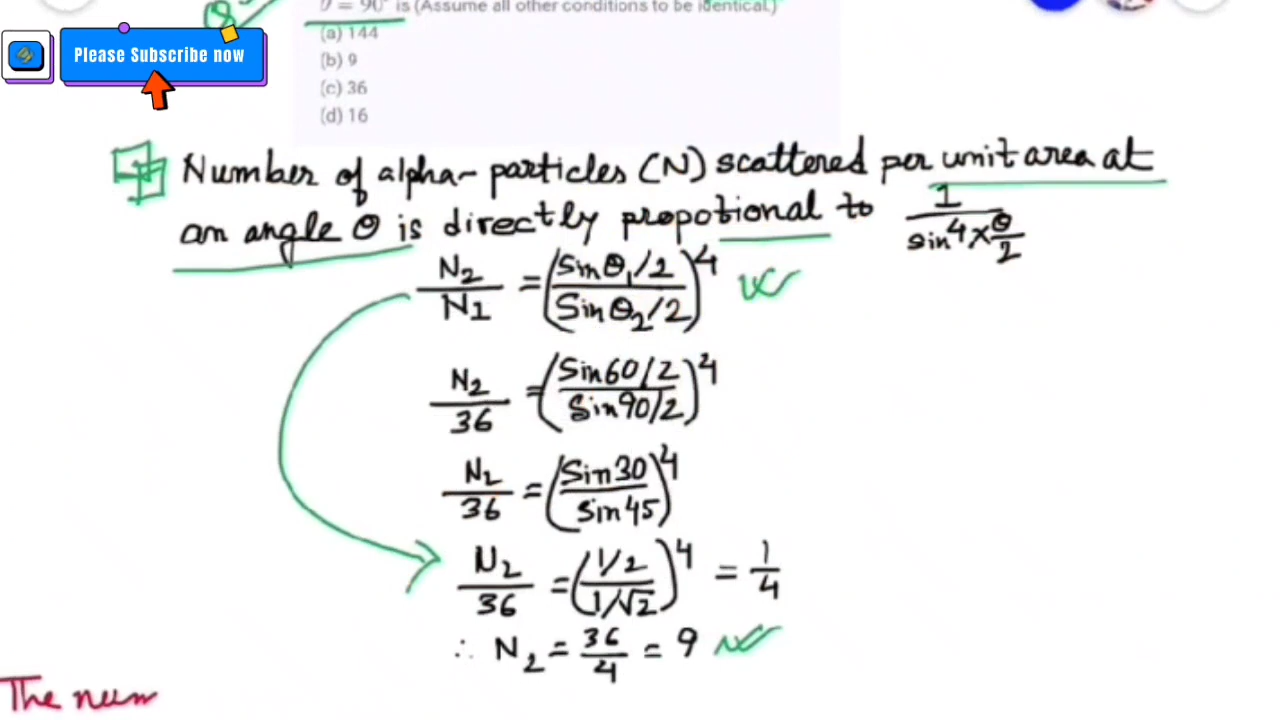 θ = 90° is (Assume all other conditions to be identical.)
(a) 144
Please Subscribe now
(b) 9
(c) 36
(d) 16
Number of alpha-particles (N) scattered per unit area at
an angle θ is directly propotional to 1/sin⁴×θ/2
N₂/N₁ = (Sinθ₁/2 / Sinθ₂/2)⁴
N₂/36 = (Sin60/2 / Sin90/2)⁴
N₂/36 = (Sin30 / Sin45)⁴
N₂/36 = (1/2 / 1/√2)⁴ = 1/4
∴ N₂ = 36/4 = 9
The num